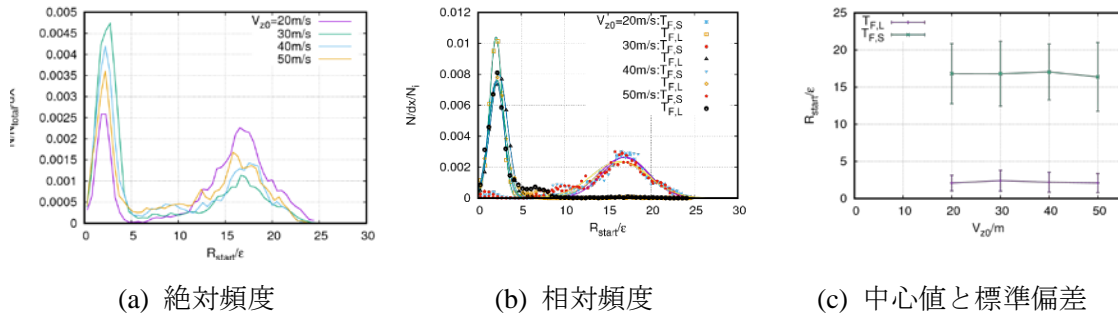 V_z0=20m/s
30m/s
40m/s
50m/s
0.005
0.0045
0.004
0.0035
0.003
0.0025
0.002
0.0015
0.001
0.0005
0
0 5 10 15 20 25 30
R_start/ε
(a) 絶対頻度
V_z0=20m/s:T_F,S
T_F,L
30m/s:T_F,S
T_F,L
40m/s:T_F,S
T_F,L
50m/s:T_F,S
T_F,L
N/dx/N_i
0.01
0.008
0.006
0.004
0.002
0
0 10 20 30
R_start/ε
(b) 相対頻度
T_F,L
T_F,S
R_start/ε
25
20
15
10
5
0
0 10 20 30 40 50
V_z0/m
(c) 中心値と標準偏差